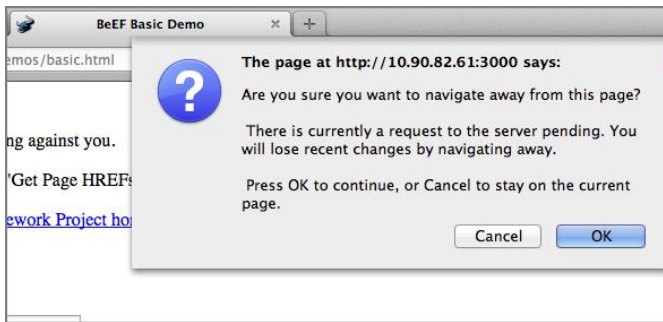 BeEF Basic Demo
emos/basic.html
The page at http://10.90.82.61:3000 says:
Are you sure you want to navigate away from this page?
There is currently a request to the server pending. You
will lose recent changes by navigating away.
Press OK to continue, or Cancel to stay on the current
page.
Cancel OK
ng against you.
'Get Page HREFs
ework Project ho